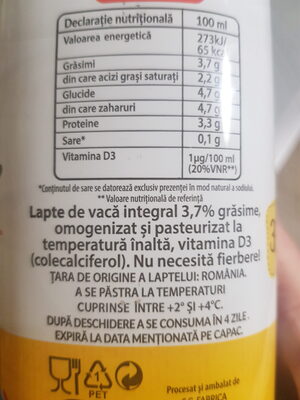 Declarație nutrițională 100 ml
Valoarea energetică 273kJ/
65 kcal
Grăsimi 3,7 g
din care acizi grași saturați 2,2 g
Glucide 4,7 g
din care zaharuri 4,7 g
Proteine 3,3 g
Sare* 0,1 g
Vitamina D3 1µg/100 ml
(20%VNR**)
*Conținutul de sare se datorează exclusiv prezenței în mod natural a sodiului.
** Valoare nutrițională de referință
Lapte de vacă integral 3,7% grăsime,
omogenizat și pasteurizat la
temperatură înaltă, vitamina D3
(colecalciferol). Nu necesită fierbere!
ȚARA DE ORIGINE A LAPTELUI: ROMÂNIA.
A SE PĂSTRA LA TEMPERATURI
CUPRINSE ÎNTRE +2° ȘI +4°C.
DUPĂ DESCHIDERE A SE CONSUMA ÎN 4 ZILE.
EXPIRĂ LA DATA MENȚIONATĂ PE CAPAC.
1
PET
Procesat și ambalat de
FABRICA